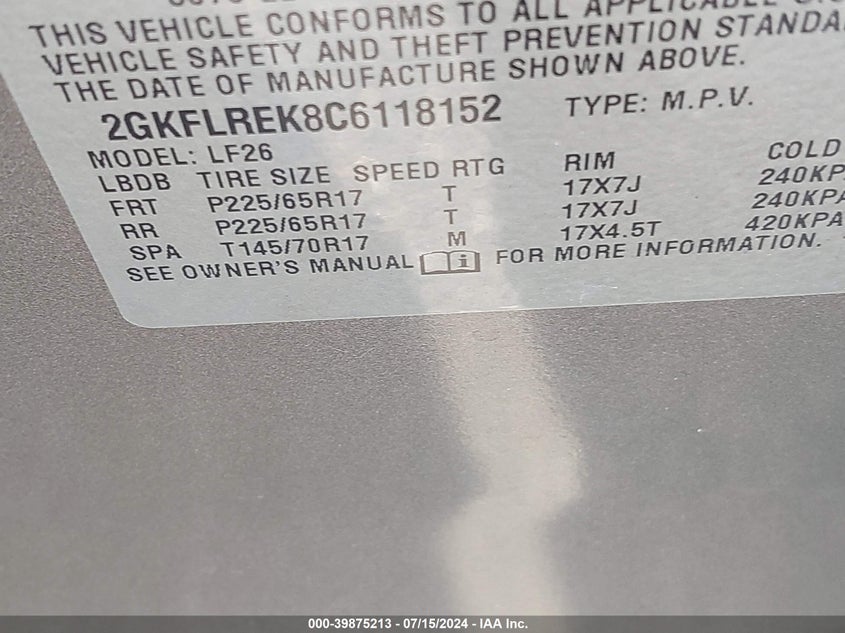 THIS VEHICLE CONFORMS TO ALL APPLICABLE
VEHICLE SAFETY AND THEFT PREVENTION STANDA
THE DATE OF MANUFACTURE SHOWN ABOVE.
2GKFLREK8C6118152 TYPE: M.P.V.
MODEL: LF26
LBDB TIRE SIZE SPEED RTG RIM COLD
FRT P225/65R17 T 17X7J 240KP
RR P225/65R17 T 17X7J 240KPA
SPA T145/70R17 M 17X4.5T 420KPA
SEE OWNER'S MANUAL i FOR MORE INFORMATION.
000-39875213 - 07/15/2024 - IAA Inc.